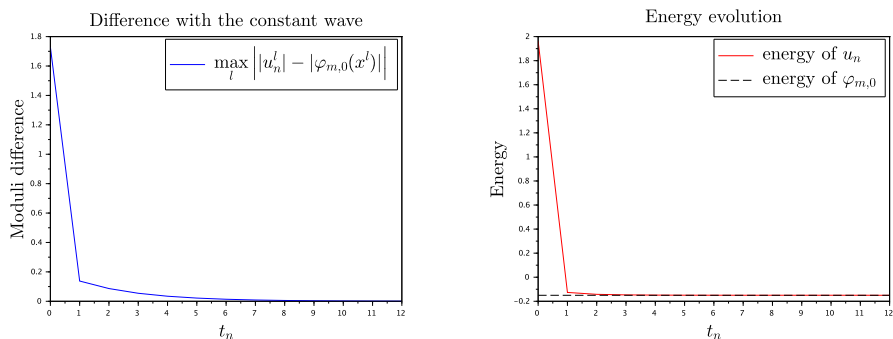 Difference with the constant wave
1.8
1.6
1.4
1.2
1
0.8
0.6
0.4
0.2
0
Moduli difference
max_l ||u_n^l| − |φ_{m,0}(x^l)||
0 1 2 3 4 5 6 7 8 9 10 11 12
t_n
Energy evolution
2
1.8
1.6
1.4
1.2
1
0.8
0.6
0.4
0.2
0
−0.2
Energy
energy of u_n
energy of φ_{m,0}
0 1 2 3 4 5 6 7 8 9 10 11 12
t_n